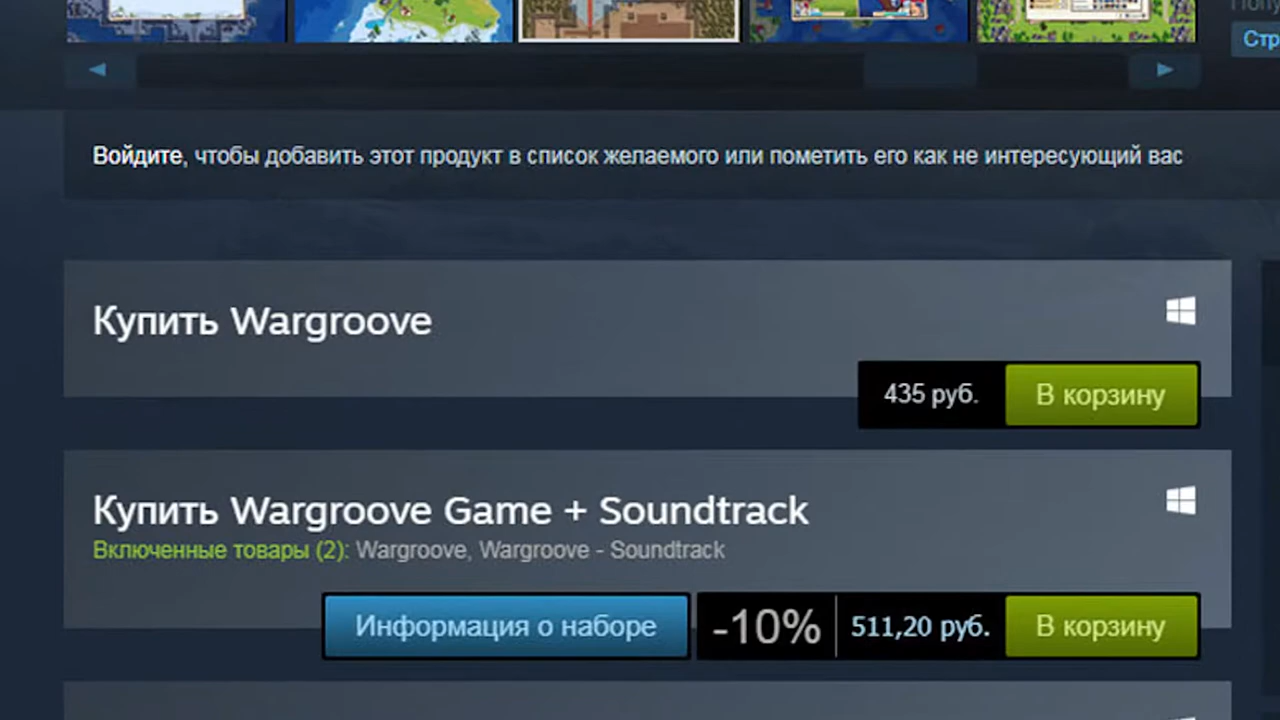 Стр
Войдите, чтобы добавить этот продукт в список желаемого или пометить его как не интересующий вас
Купить Wargroove
435 руб.
В корзину
Купить Wargroove Game + Soundtrack
Включенные товары (2): Wargroove, Wargroove - Soundtrack
Информация о наборе
-10%
511,20 руб.
В корзину